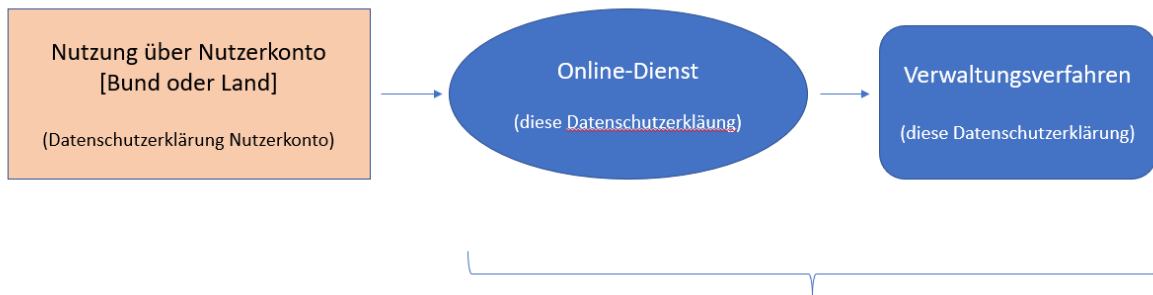 Nutzung über Nutzerkonto
[Bund oder Land]
(Datenschutzerklärung Nutzerkonto)
Online-Dienst
(diese Datenschutzerkläung)
Verwaltungsverfahren
(diese Datenschutzerklärung)